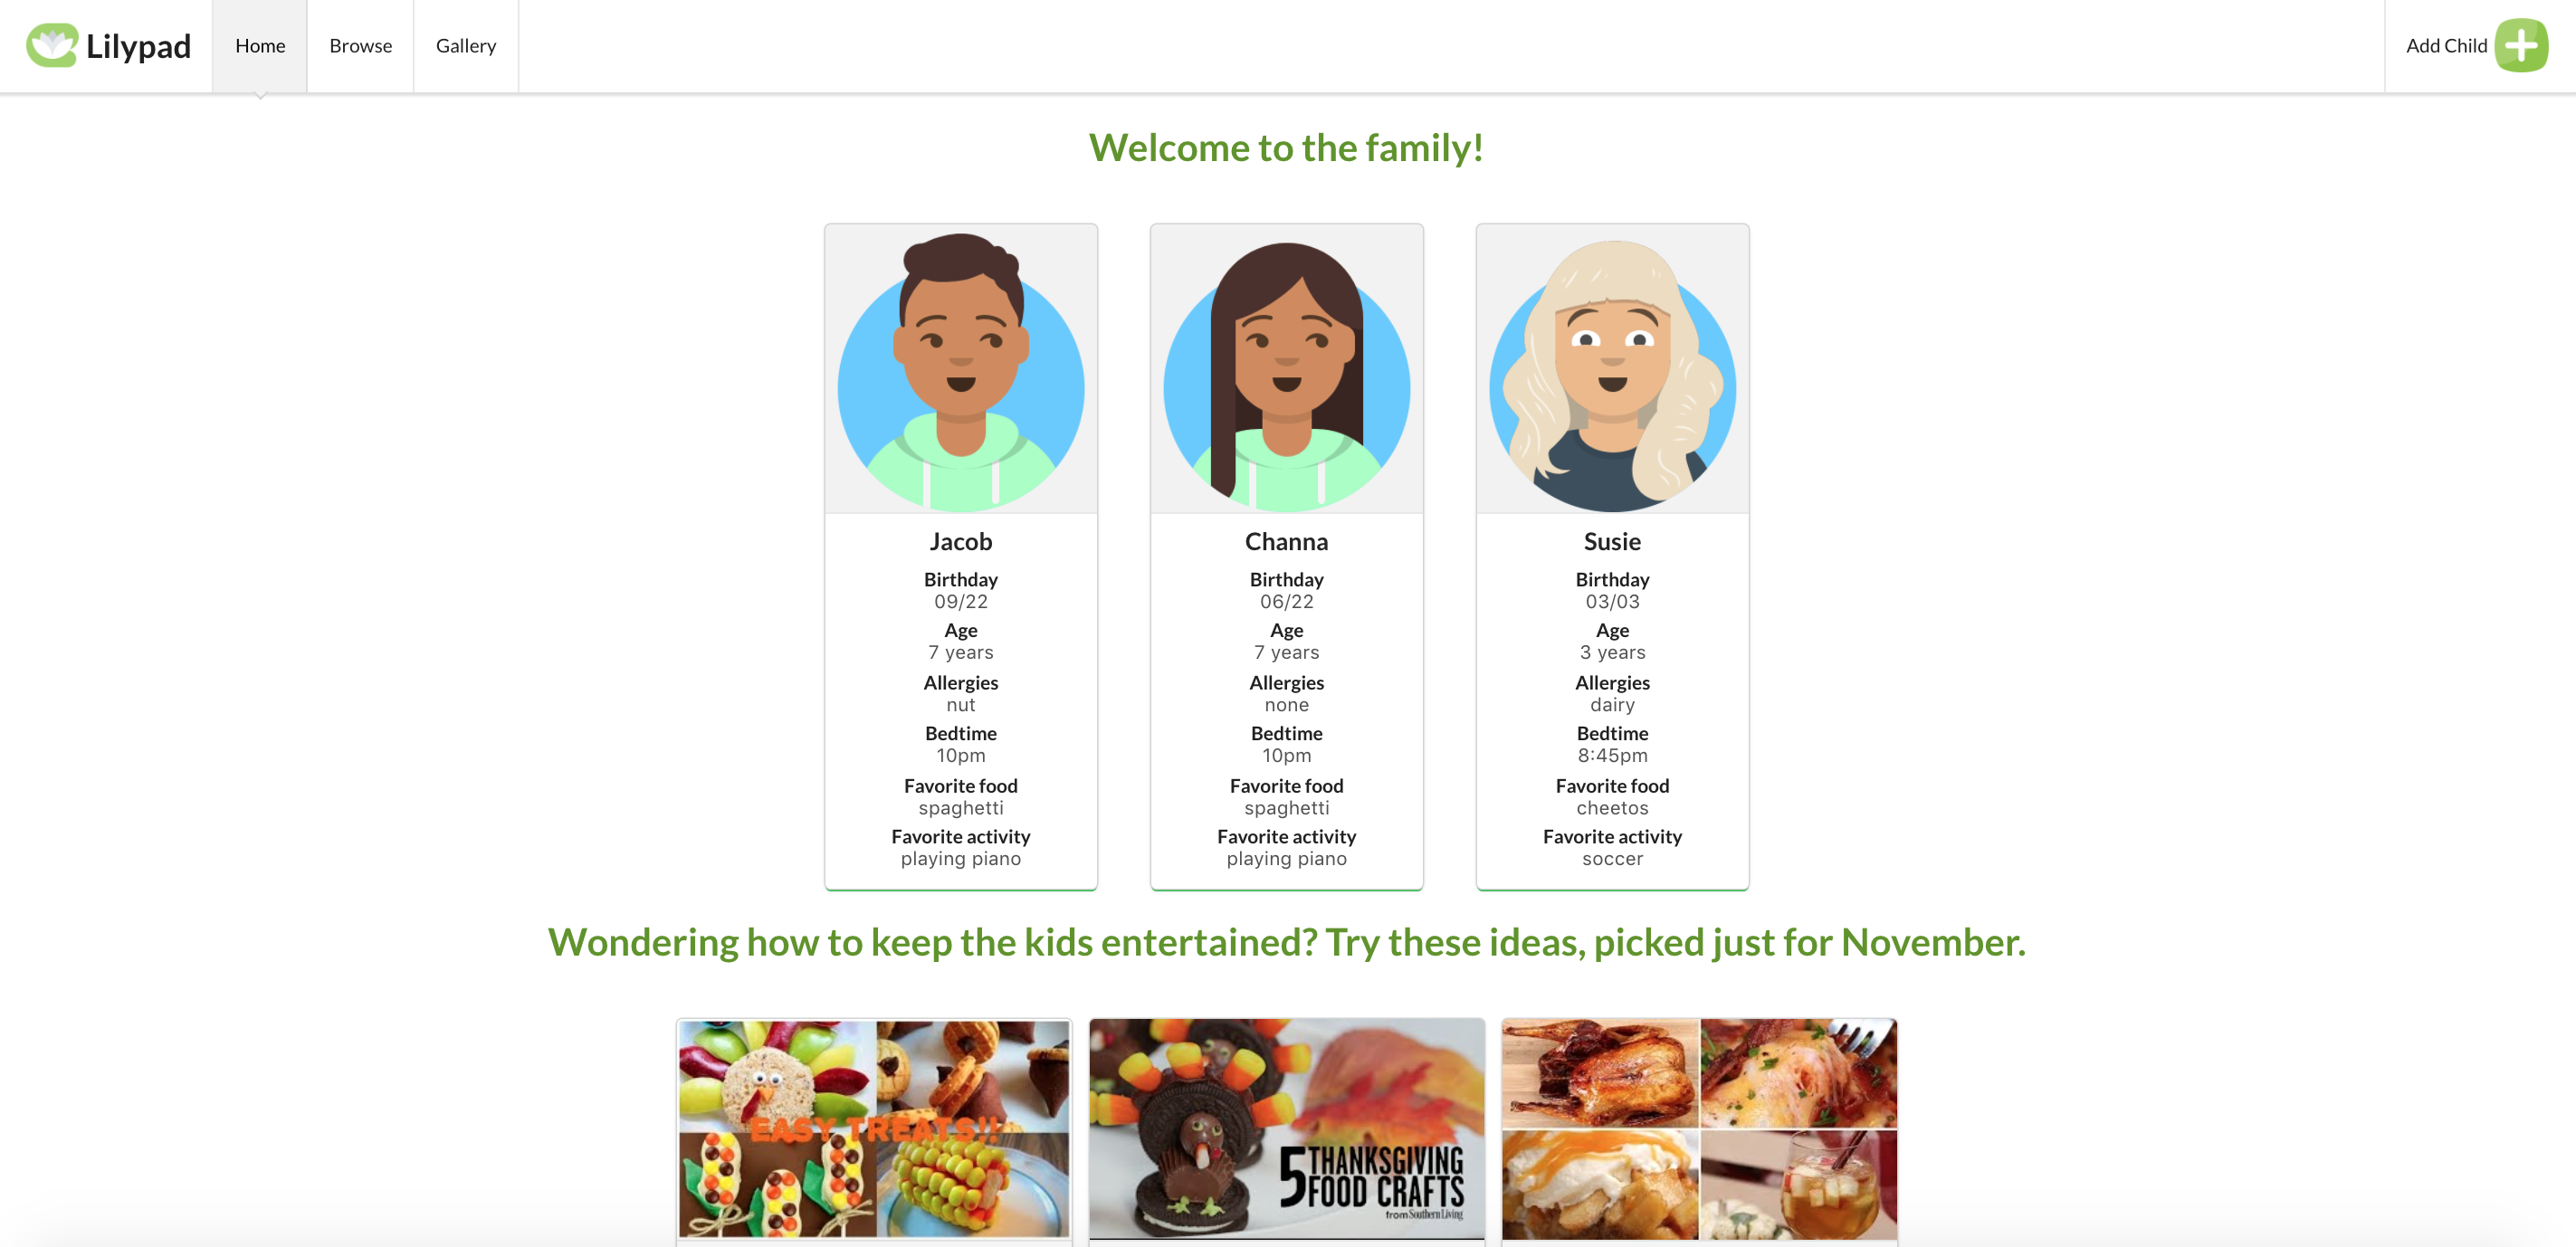 Lilypad
Home
Browse
Gallery
Add Child
Welcome to the family!
Jacob
Birthday
09/22
Age
7 years
Allergies
nut
Bedtime
10pm
Favorite food
spaghetti
Favorite activity
playing piano
Channa
Birthday
06/22
Age
7 years
Allergies
none
Bedtime
10pm
Favorite food
spaghetti
Favorite activity
playing piano
Susie
Birthday
03/03
Age
3 years
Allergies
dairy
Bedtime
8:45pm
Favorite food
cheetos
Favorite activity
soccer
Wondering how to keep the kids entertained? Try these ideas, picked just for November.
EASY TREATS!!
5 THANKSGIVING
FOOD CRAFTS
from Southern Living